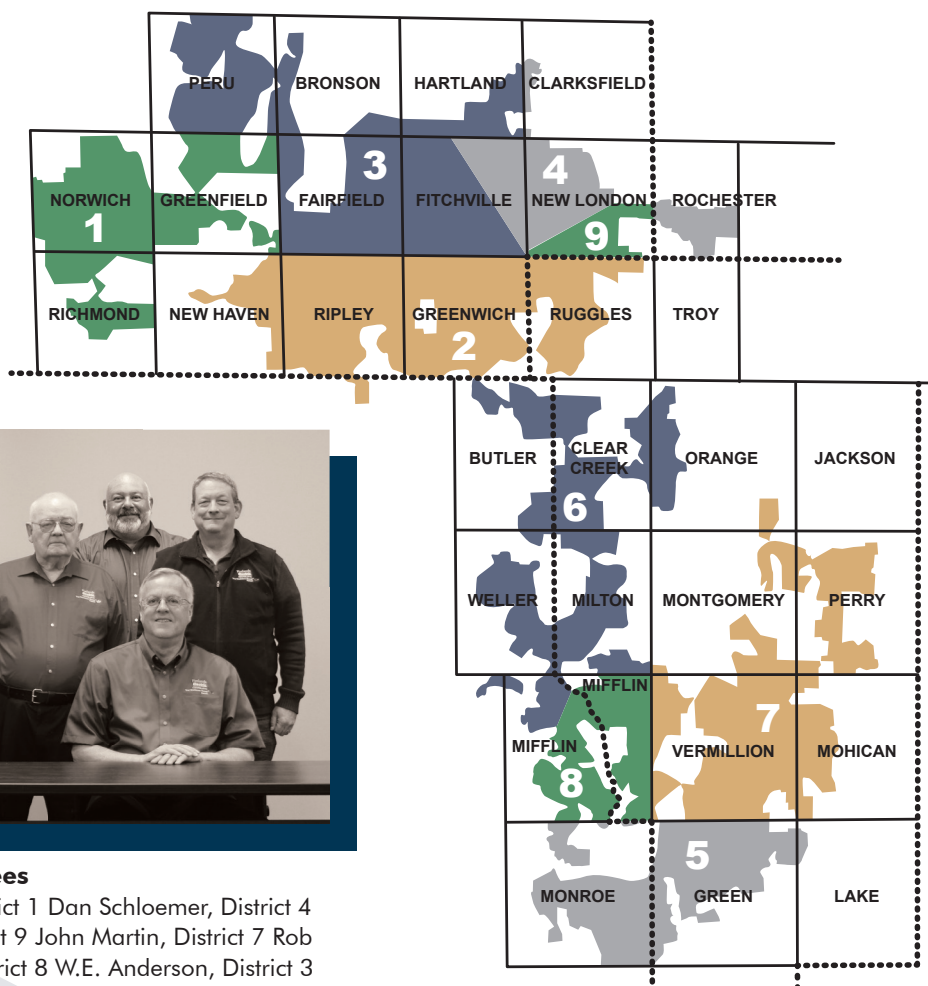 PERU BRONSON HARTLAND CLARKSFIELD
3
4
NORWICH GREENFIELD FAIRFIELD FITCHVILLE NEW LONDON ROCHESTER
1
9
RICHMOND NEW HAVEN RIPLEY GREENWICH RUGGLES TROY
2
BUTLER CLEAR CREEK ORANGE JACKSON
6
WELLER MILTON MONTGOMERY PERRY
MIFFLIN
7
MIFFLIN VERMILLION MOHICAN
8
5
MONROE GREEN LAKE
ees
ict 1 Dan Schloemer, District 4
t 9 John Martin, District 7 Rob
rict 8 W.E. Anderson, District 3